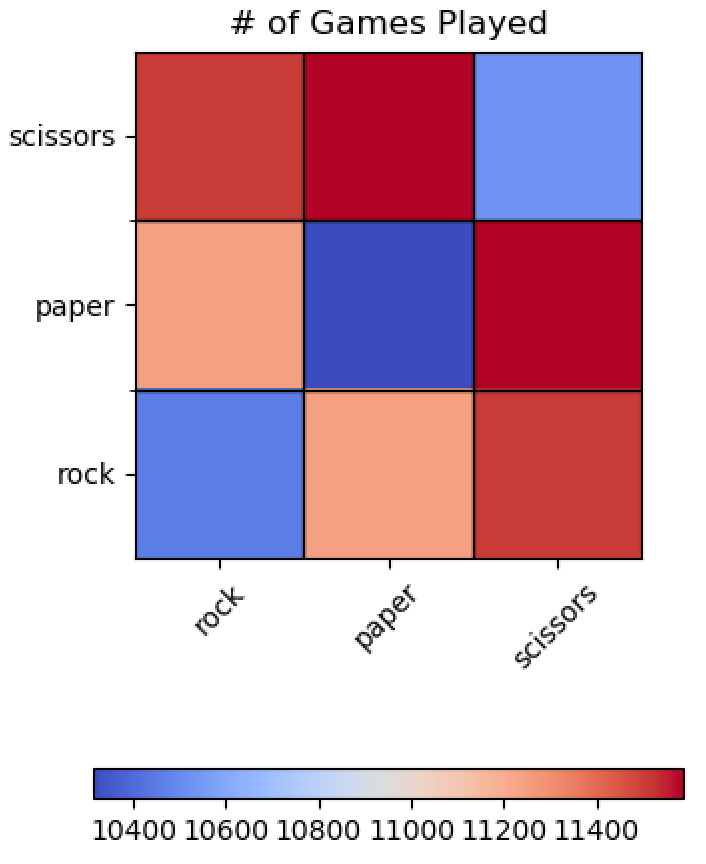 # of Games Played
scissors
paper
rock
rock paper scissors
10400 10600 10800 11000 11200 11400